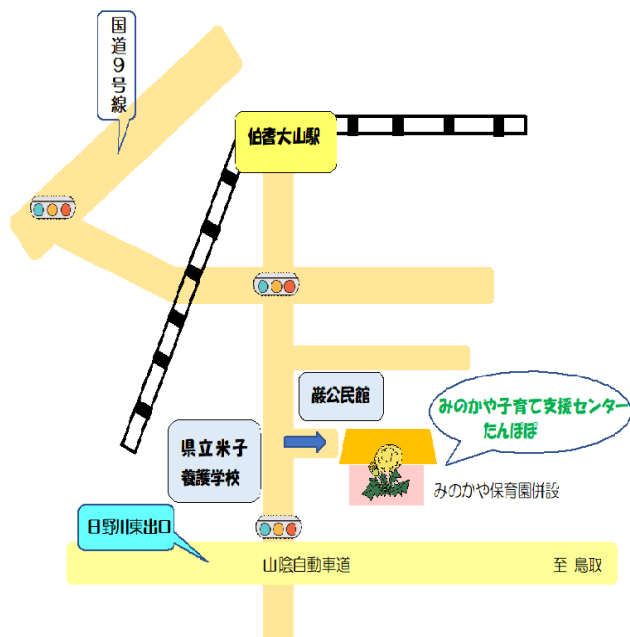 国道9号線
伯耆大山駅
巌公民館
みのかや子育て支援センター
たんぽぽ
県立米子
養護学校
みのかや保育園併設
日野川東出口
山陰自動車道
至 鳥取